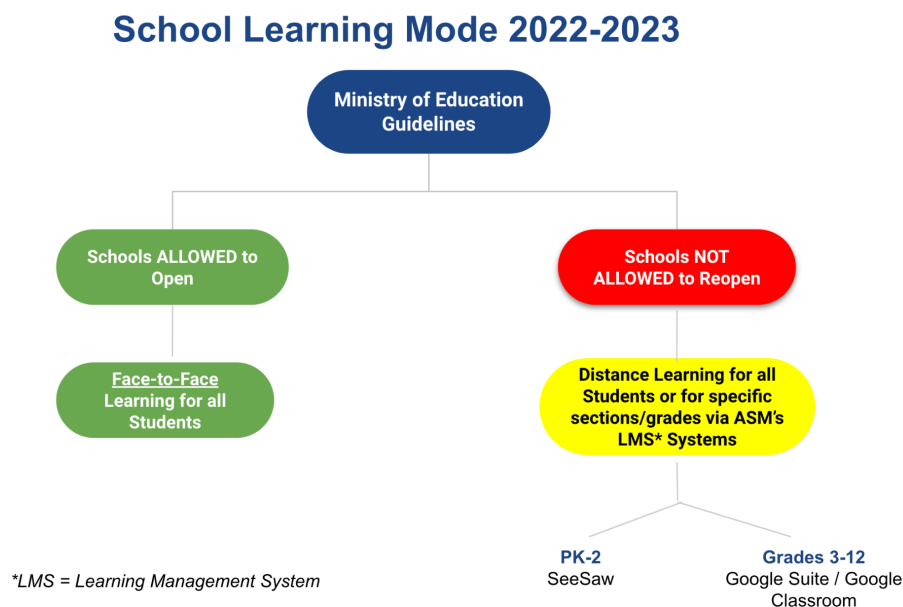 School Learning Mode 2022-2023
Ministry of Education
Guidelines
Schools ALLOWED to
Open
Schools NOT
ALLOWED to Reopen
Face-to-Face
Learning for all
Students
Distance Learning for all
Students or for specific
sections/grades via ASM's
LMS* Systems
PK-2
SeeSaw
Grades 3-12
Google Suite / Google
Classroom
*LMS = Learning Management System